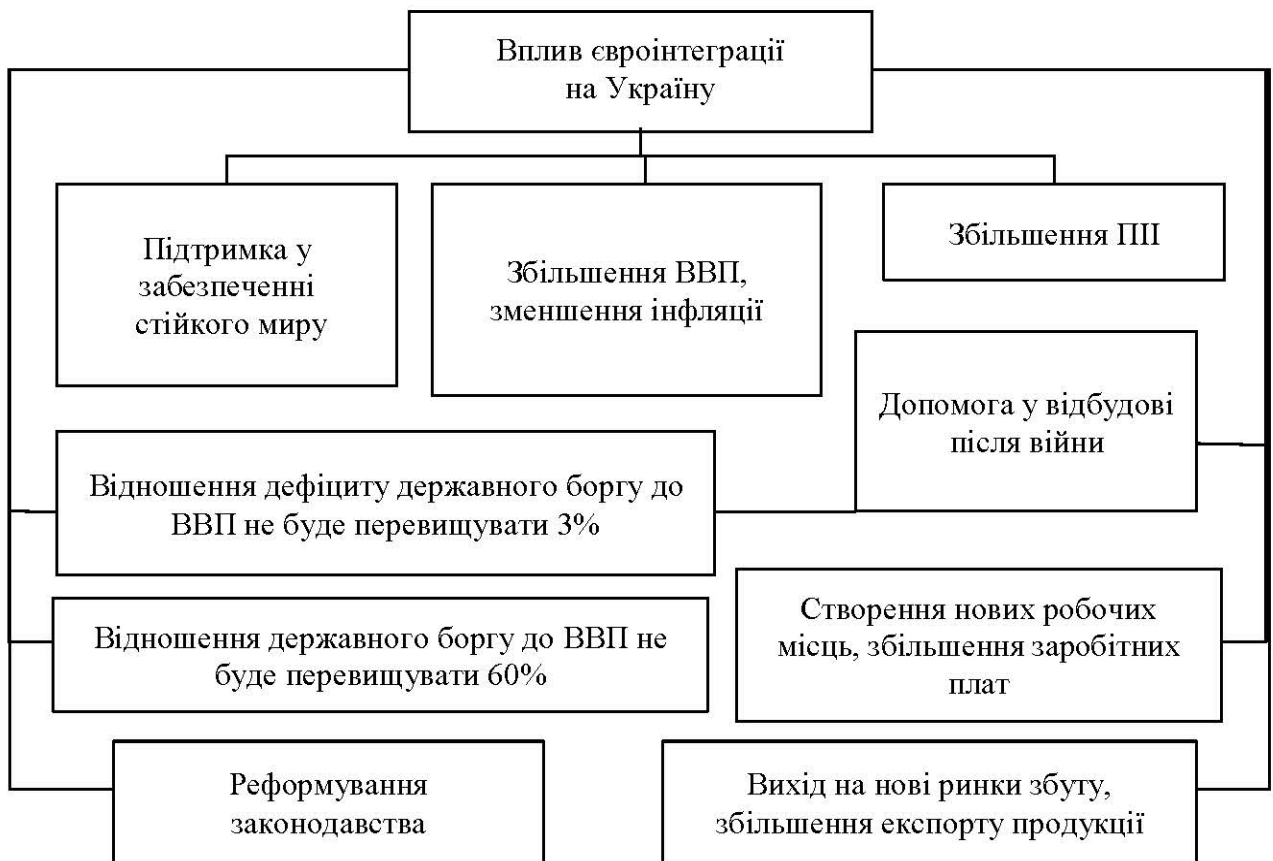 Вплив євроінтеграції
на Україну
Підтримка у
забезпеченні
стійкого миру
Збільшення ВВП,
зменшення інфляції
Збільшення ПІІ
Допомога у відбудові
після війни
Відношення дефіциту державного боргу до
ВВП не буде перевищувати 3%
Відношення державного боргу до ВВП не
буде перевищувати 60%
Створення нових робочих
місць, збільшення заробітних
плат
Реформування
законодавства
Вихід на нові ринки збуту,
збільшення експорту продукції